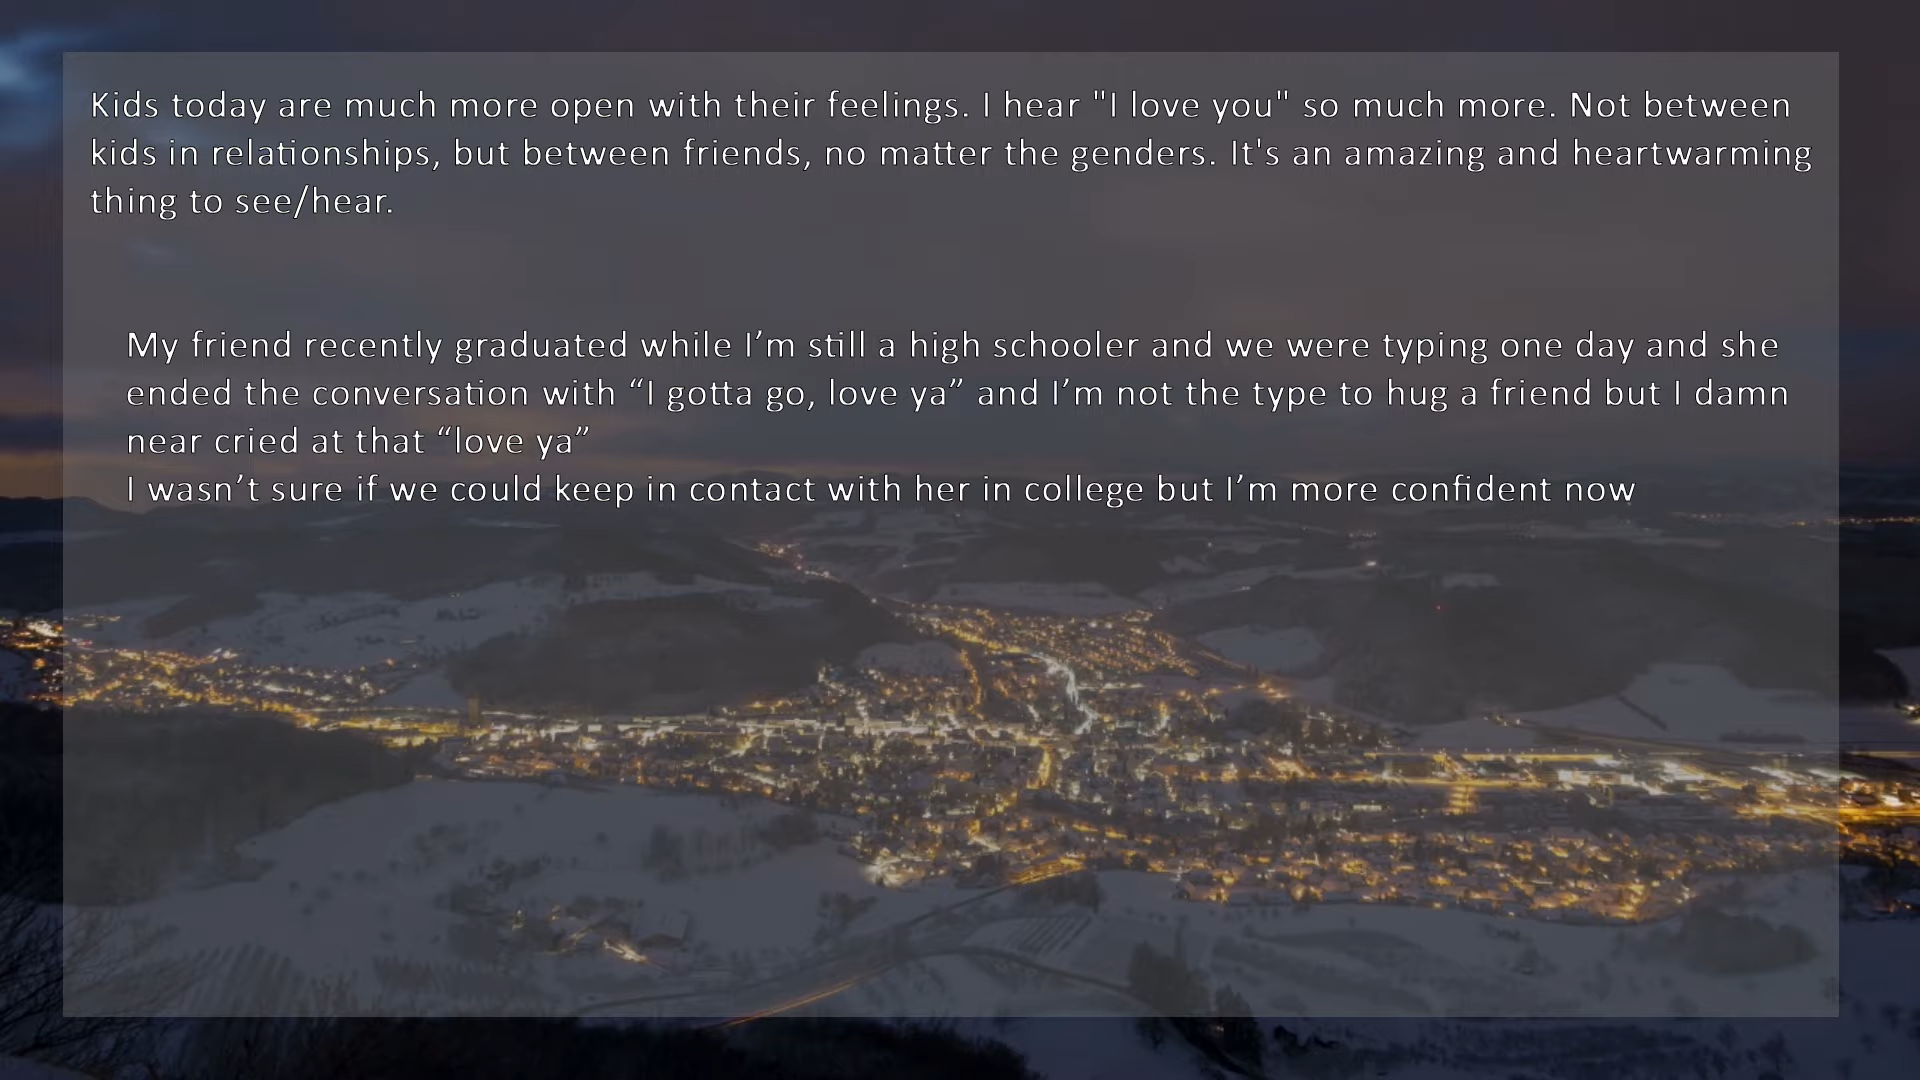 Kids today are much more open with their feelings. I hear "I love you" so much more. Not between
kids in relationships, but between friends, no matter the genders. It's an amazing and heartwarming
thing to see/hear.
My friend recently graduated while I’m still a high schooler and we were typing one day and she
ended the conversation with “I gotta go, love ya” and I’m not the type to hug a friend but I damn
near cried at that “love ya”
I wasn’t sure if we could keep in contact with her in college but I’m more confident now